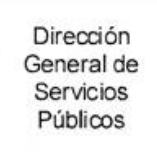 Dirección
General de
Servicios
Públicos